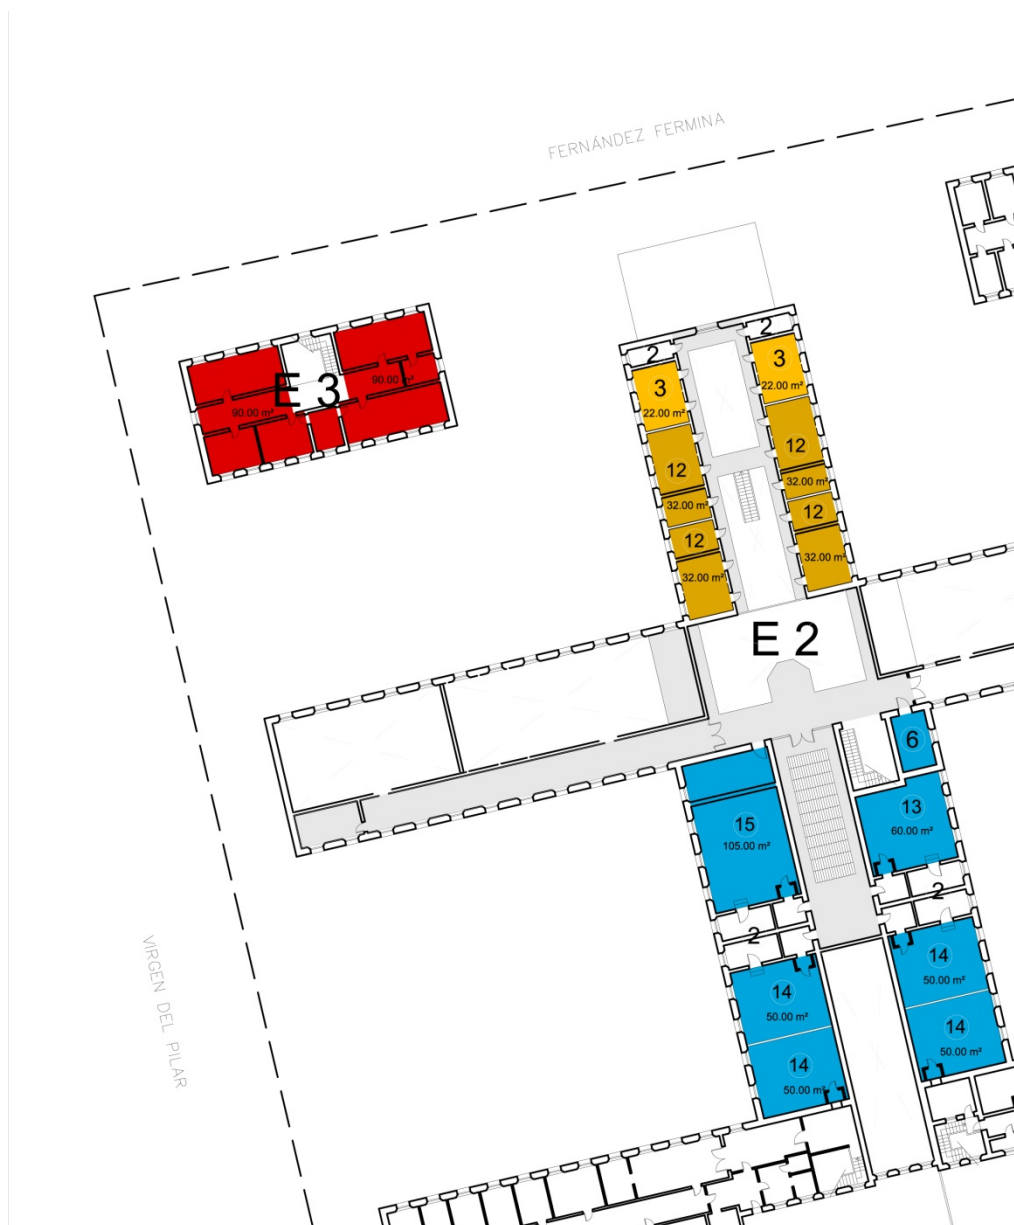 FERNÁNDEZ FERMINA
E 3
90.00 m²
90.00 m²
2
2
3
22.00 m²
3
22.00 m²
12
32.00 m²
12
32.00 m²
12
32.00 m²
12
32.00 m²
E 2
6
15
105.00 m²
13
60.00 m²
2
2
14
50.00 m²
14
50.00 m²
14
50.00 m²
14
50.00 m²
VIRGEN DEL PILAR